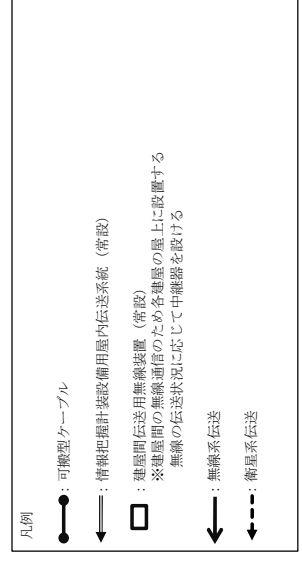 凡例
：可搬型ケーブル
：情報把握計装設備用屋内伝送系統（常設）
：建屋間伝送用無線装置（常設）
※建屋間の無線通信のため各建屋の屋上に設置する
無線の伝送状況に応じて中継器を設ける
：無線系伝送
：衛星系伝送